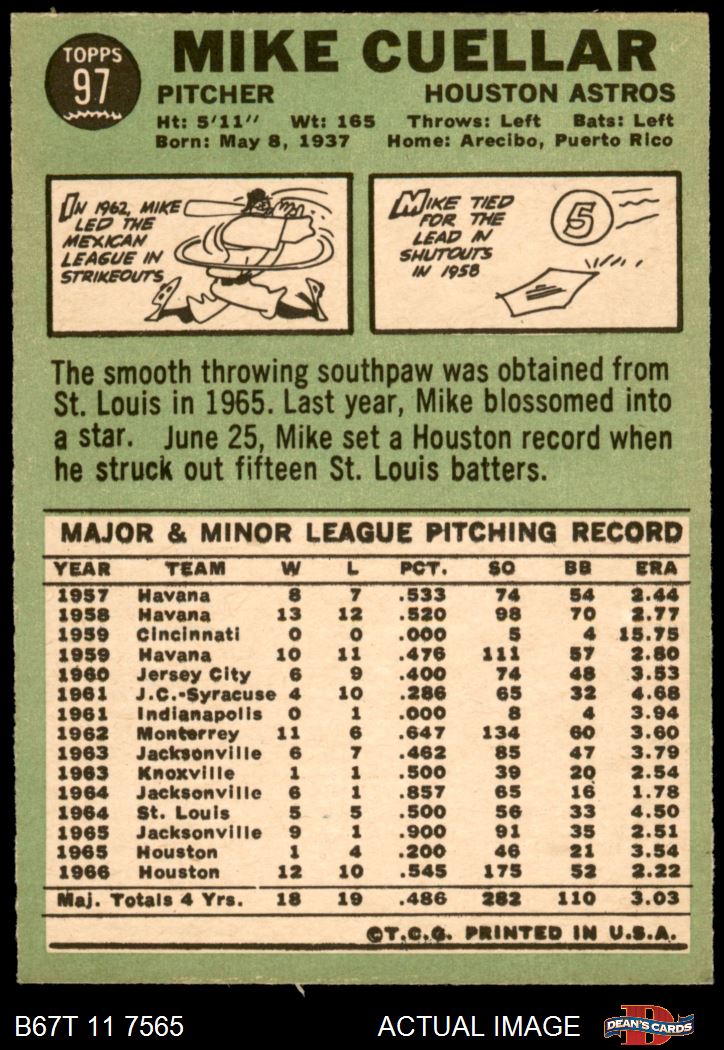 TOPPS
97
MIKE CUELLAR
PITCHER HOUSTON ASTROS
Ht: 5'11" Wt: 165 Throws: Left Bats: Left
Born: May 8, 1937 Home: Arecibo, Puerto Rico
IN 1962, MIKE
LED THE
MEXICAN
LEAGUE IN
STRIKEOUTS
MIKE TIED
FOR THE
LEAD IN
SHUTOUTS
IN 1958
5
The smooth throwing southpaw was obtained from
St. Louis in 1965. Last year, Mike blossomed into
a star. June 25, Mike set a Houston record when
he struck out fifteen St. Louis batters.
MAJOR & MINOR LEAGUE PITCHING RECORD
YEAR TEAM W L PCT. SO BB ERA
1957 Havana 8 7 .533 74 54 2.44
1958 Havana 13 12 .520 98 70 2.77
1959 Cincinnati 0 0 .000 5 4 15.75
1959 Havana 10 11 .476 111 57 2.80
1960 Jersey City 6 9 .400 74 48 3.53
1961 J.C.-Syracuse 4 10 .286 65 32 4.68
1961 Indianapolis 0 1 .000 8 4 3.94
1962 Monterrey 11 6 .647 134 60 3.60
1963 Jacksonville 6 7 .462 85 47 3.79
1963 Knoxville 1 1 .500 39 20 2.54
1964 Jacksonville 6 1 .857 65 16 1.78
1964 St. Louis 5 5 .500 56 33 4.50
1965 Jacksonville 9 1 .900 91 35 2.51
1965 Houston 1 4 .200 46 21 3.54
1966 Houston 12 10 .545 175 52 2.22
Maj. Totals 4 Yrs. 18 19 .486 282 110 3.03
©T.C.G. PRINTED IN U.S.A.
B67T 11 7565 ACTUAL IMAGE DEAN'S CARDS